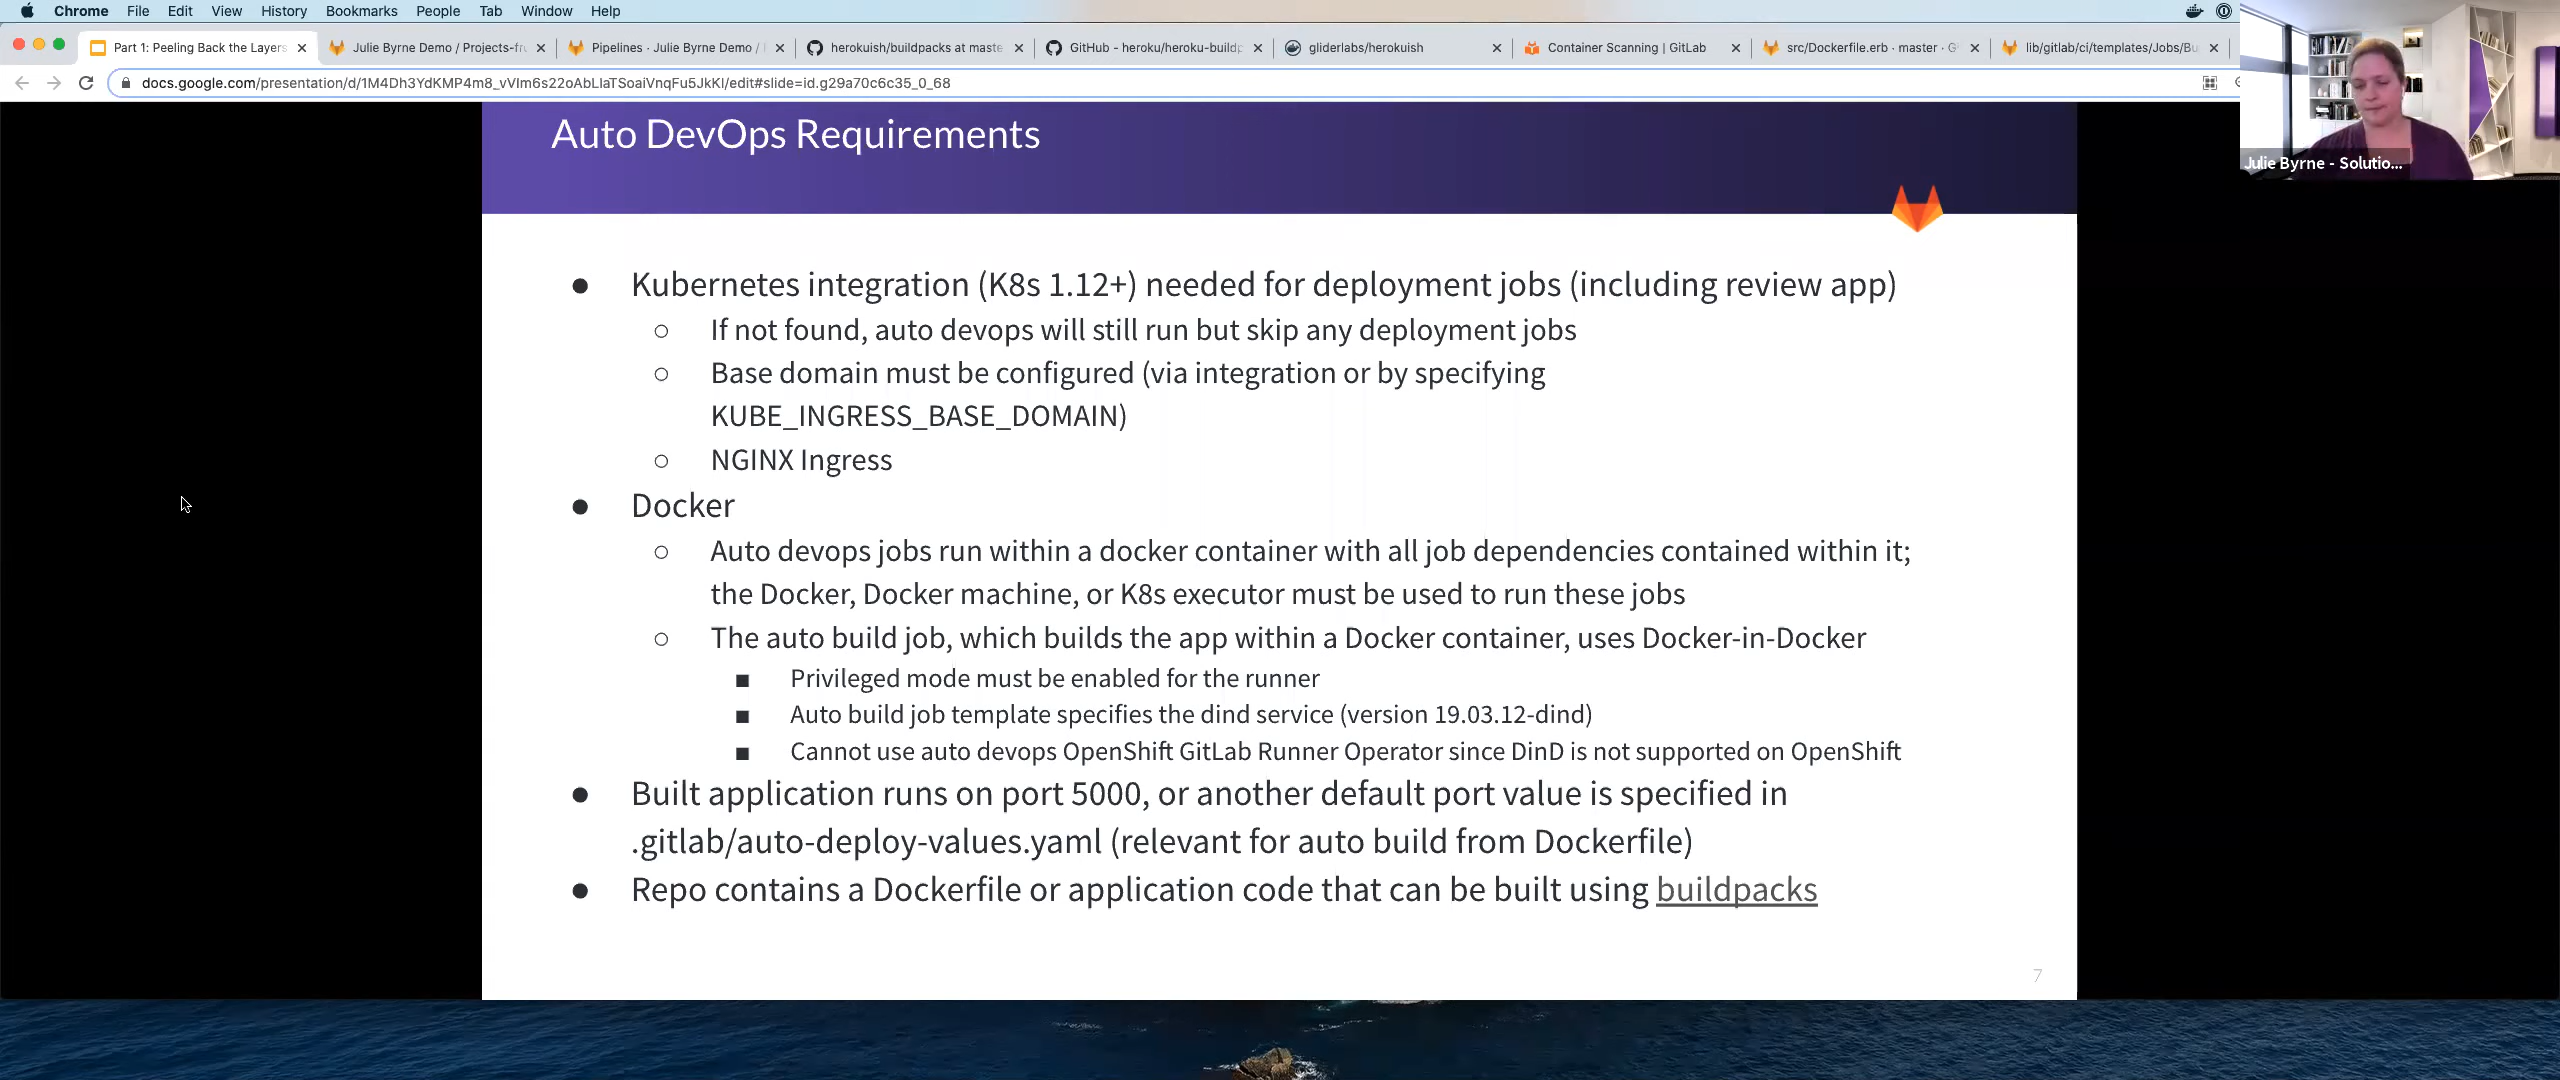 Chrome File Edit View History Bookmarks People Tab Window Help
Part 1: Peeling Back the Layers
Julie Byrne Demo / Projects-fru
Pipelines · Julie Byrne Demo /
herokuish/buildpacks at maste
GitHub - heroku/heroku-buildp
gliderlabs/herokuish
Container Scanning | GitLab
src/Dockerfile.erb · master · G
lib/gitlab/ci/templates/Jobs/Bu
docs.google.com/presentation/d/1M4Dh3YdKMP4m8_vVIm6s22oAbLIaTSoaiVnqFu5JkKI/edit#slide=id.g29a70c6c35_0_68
Julie Byrne - Solutio...
Auto DevOps Requirements
● Kubernetes integration (K8s 1.12+) needed for deployment jobs (including review app)
○ If not found, auto devops will still run but skip any deployment jobs
○ Base domain must be configured (via integration or by specifying
KUBE_INGRESS_BASE_DOMAIN)
○ NGINX Ingress
● Docker
○ Auto devops jobs run within a docker container with all job dependencies contained within it;
the Docker, Docker machine, or K8s executor must be used to run these jobs
○ The auto build job, which builds the app within a Docker container, uses Docker-in-Docker
■ Privileged mode must be enabled for the runner
■ Auto build job template specifies the dind service (version 19.03.12-dind)
■ Cannot use auto devops OpenShift GitLab Runner Operator since DinD is not supported on OpenShift
● Built application runs on port 5000, or another default port value is specified in
.gitlab/auto-deploy-values.yaml (relevant for auto build from Dockerfile)
● Repo contains a Dockerfile or application code that can be built using buildpacks
7